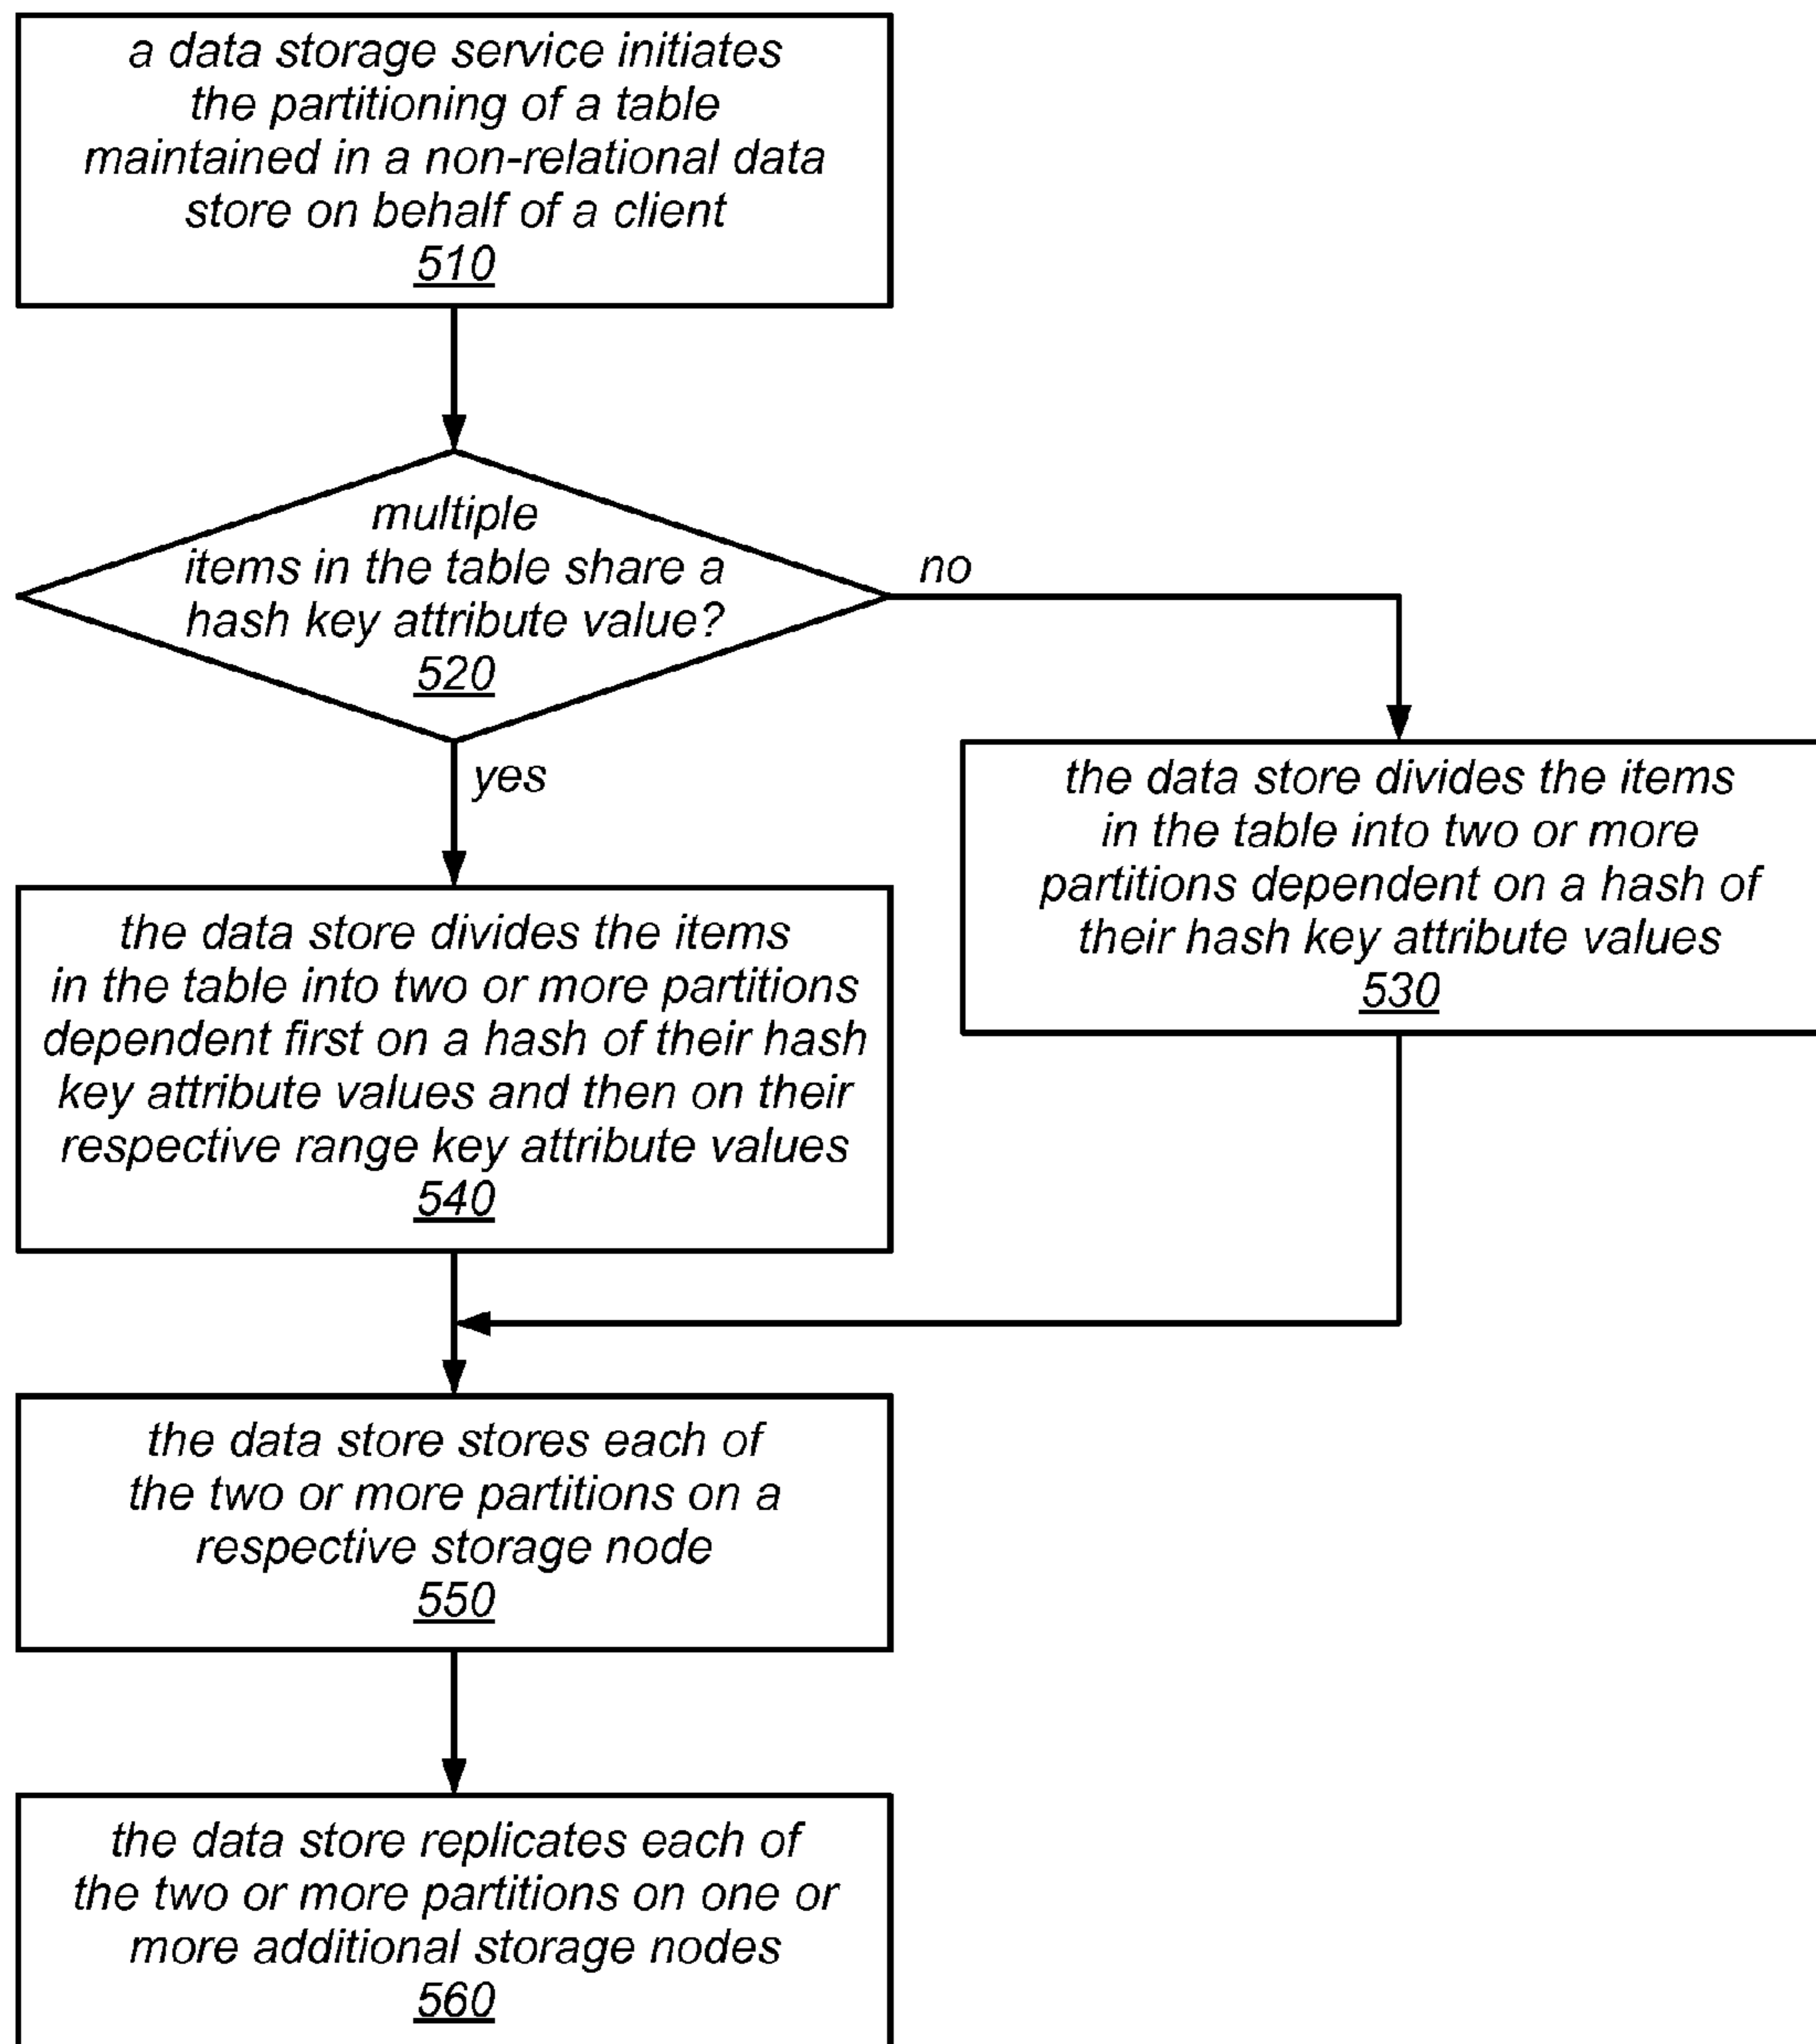 a data storage service initiates
the partitioning of a table
maintained in a non-relational data
store on behalf of a client
510
multiple
items in the table share a
hash key attribute value?
520
no
yes
the data store divides the items
in the table into two or more
partitions dependent on a hash of
their hash key attribute values
530
the data store divides the items
in the table into two or more partitions
dependent first on a hash of their hash
key attribute values and then on their
respective range key attribute values
540
the data store stores each of
the two or more partitions on a
respective storage node
550
the data store replicates each of
the two or more partitions on one or
more additional storage nodes
560